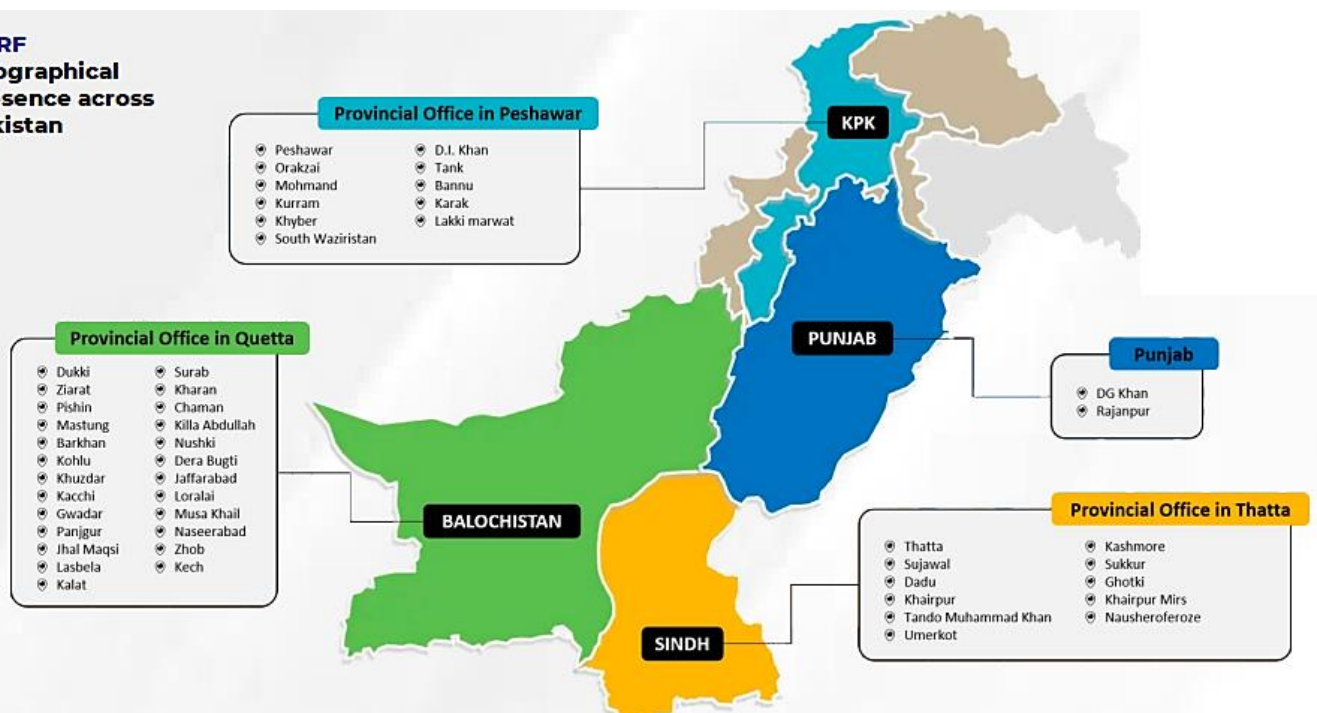 RF
ographical
sence across
kistan
Provincial Office in Peshawar
Peshawar
Orakzai
Mohmand
Kurram
Khyber
South Waziristan
D.I. Khan
Tank
Bannu
Karak
Lakki marwat
KPK
Provincial Office in Quetta
Dukki
Ziarat
Pishin
Mastung
Barkhan
Kohlu
Khuzdar
Kacchi
Gwadar
Panjgur
Jhal Maqsi
Lasbela
Kalat
Surab
Kharan
Chaman
Killa Abdullah
Nushki
Dera Bugti
Jaffarabad
Loralai
Musa Khail
Naseerabad
Zhob
Kech
PUNJAB
Punjab
DG Khan
Rajanpur
BALOCHISTAN
Provincial Office in Thatta
Thatta
Sujawal
Dadu
Khairpur
Tando Muhammad Khan
Umerkot
Kashmore
Sukkur
Ghotki
Khairpur Mirs
Nausheroferoze
SINDH